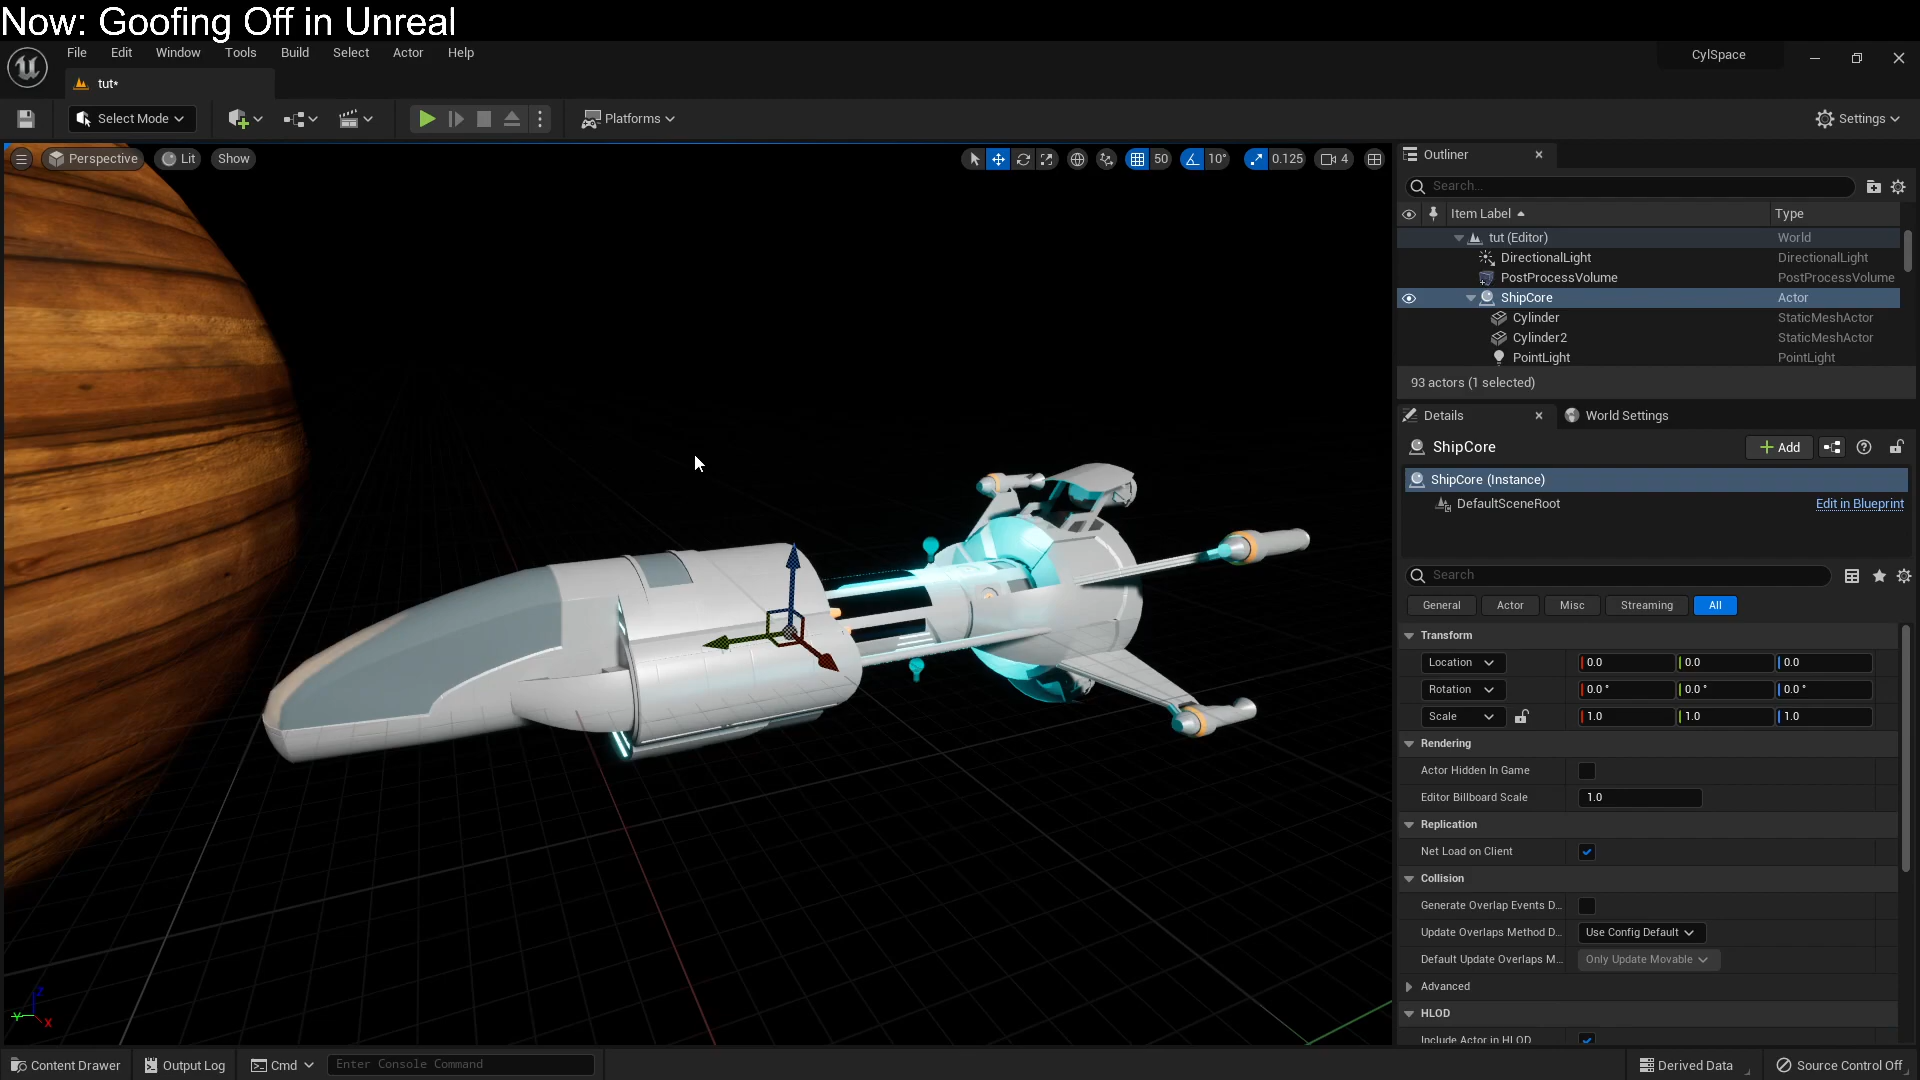 Now: Goofing Off in Unreal
File Edit Window Tools Build Select Actor Help
CylSpace
tut*
Select Mode
Platforms
Settings
Perspective Lit Show
50 10° 0.125 4
Outliner
Search...
Item Label Type
tut (Editor) World
DirectionalLight DirectionalLight
PostProcessVolume PostProcessVolume
ShipCore Actor
Cylinder StaticMeshActor
Cylinder2 StaticMeshActor
PointLight PointLight
93 actors (1 selected)
Details World Settings
ShipCore
Add
ShipCore (Instance)
DefaultSceneRoot Edit in Blueprint
Search
General Actor Misc Streaming All
Transform
Location 0.0 0.0 0.0
Rotation 0.0 ° 0.0 ° 0.0 °
Scale 1.0 1.0 1.0
Rendering
Actor Hidden In Game
Editor Billboard Scale 1.0
Replication
Net Load on Client
Collision
Generate Overlap Events D...
Update Overlaps Method D... Use Config Default
Default Update Overlaps M... Only Update Movable
Advanced
HLOD
Include Actor in HLOD
Z
Y
X
Content Drawer Output Log Cmd Enter Console Command
Derived Data Source Control Off